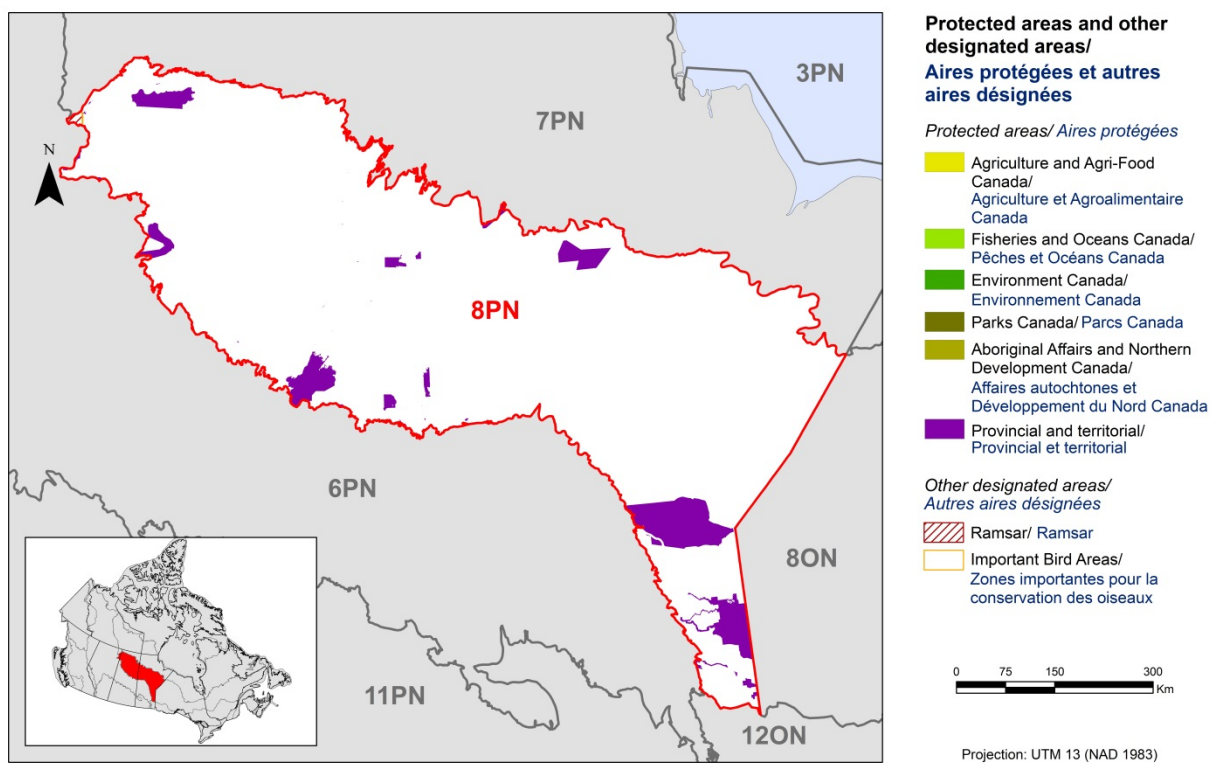 3PN
7PN
N
8PN
6PN
8ON
11PN
12ON
Protected areas and other
designated areas/
Aires protégées et autres
aires désignées
Protected areas/ Aires protégées
Agriculture and Agri-Food
Canada/
Agriculture et Agroalimentaire
Canada
Fisheries and Oceans Canada/
Pêches et Océans Canada
Environment Canada/
Environnement Canada
Parks Canada/ Parcs Canada
Aboriginal Affairs and Northern
Development Canada/
Affaires autochtones et
Développement du Nord Canada
Provincial and territorial/
Provincial et territorial
Other designated areas/
Autres aires désignées
Ramsar/ Ramsar
Important Bird Areas/
Zones importantes pour la
conservation des oiseaux
0 75 150 300
Km
Projection: UTM 13 (NAD 1983)